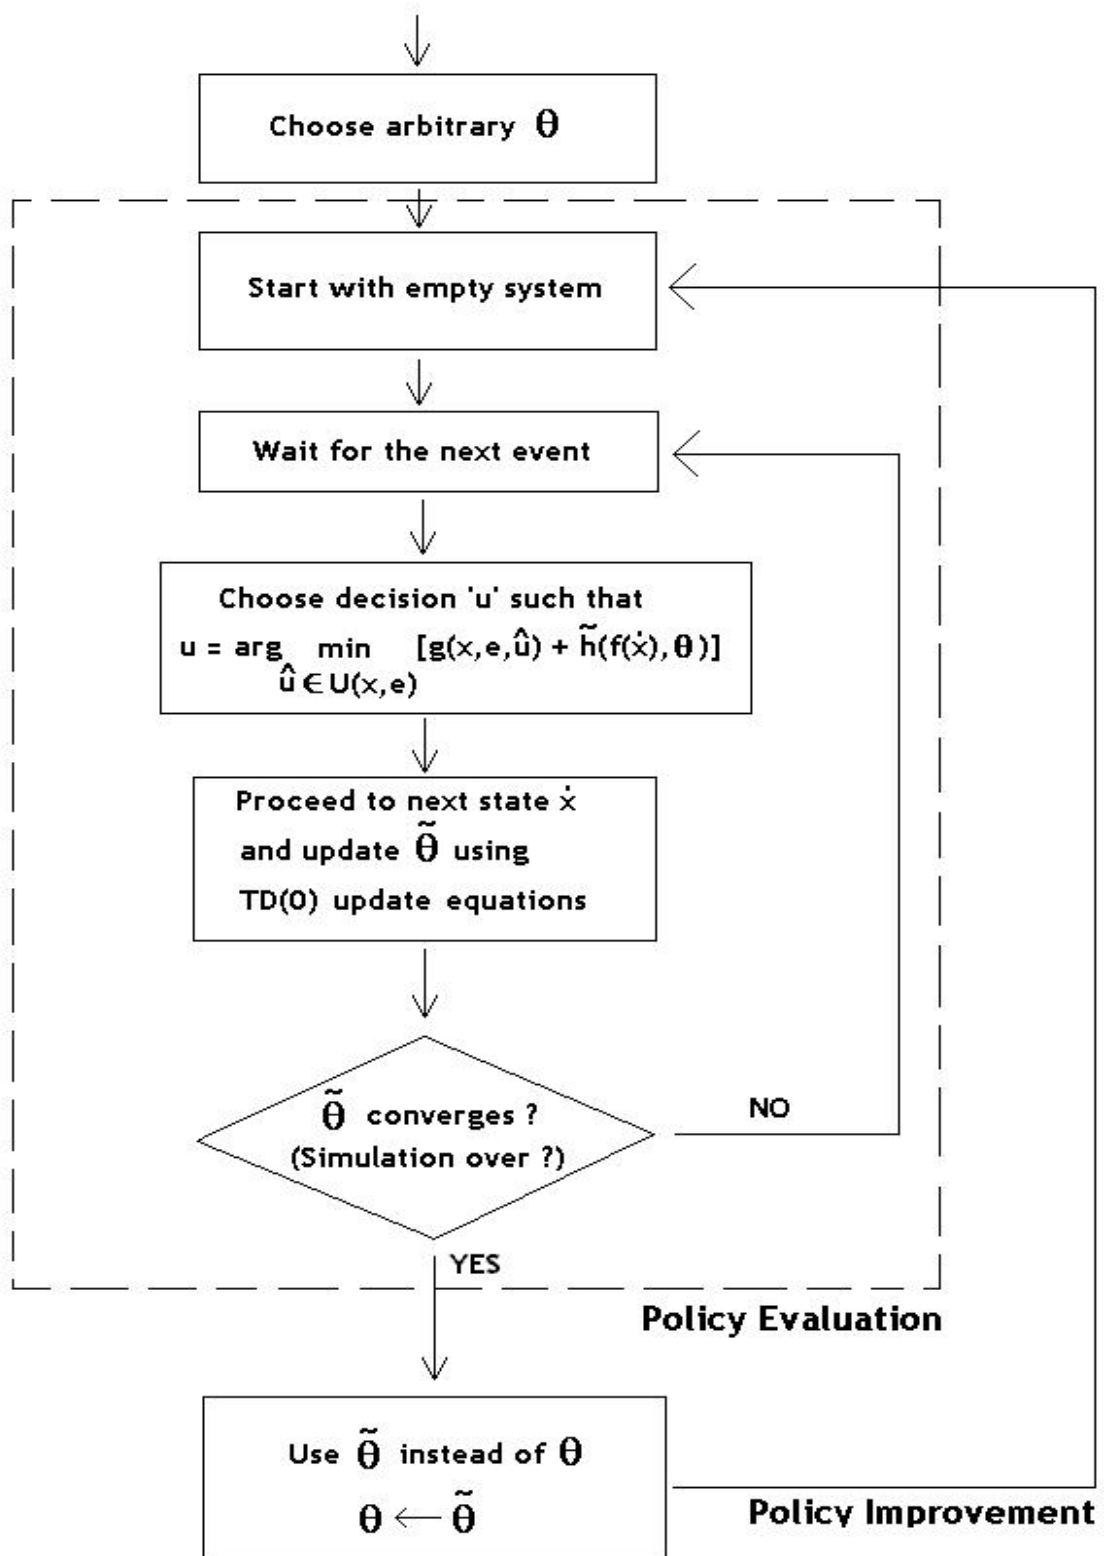 Choose arbitrary θ
Start with empty system
Wait for the next event
Choose decision 'u' such that
u = arg min [g(x,e,û) + h̃(f(ẋ),θ)]
û ∈ U(x,e)
Proceed to next state ẋ
and update θ̃ using
TD(0) update equations
θ̃ converges ?
(Simulation over ?)
NO
YES
Policy Evaluation
Use θ̃ instead of θ
θ ← θ̃
Policy Improvement